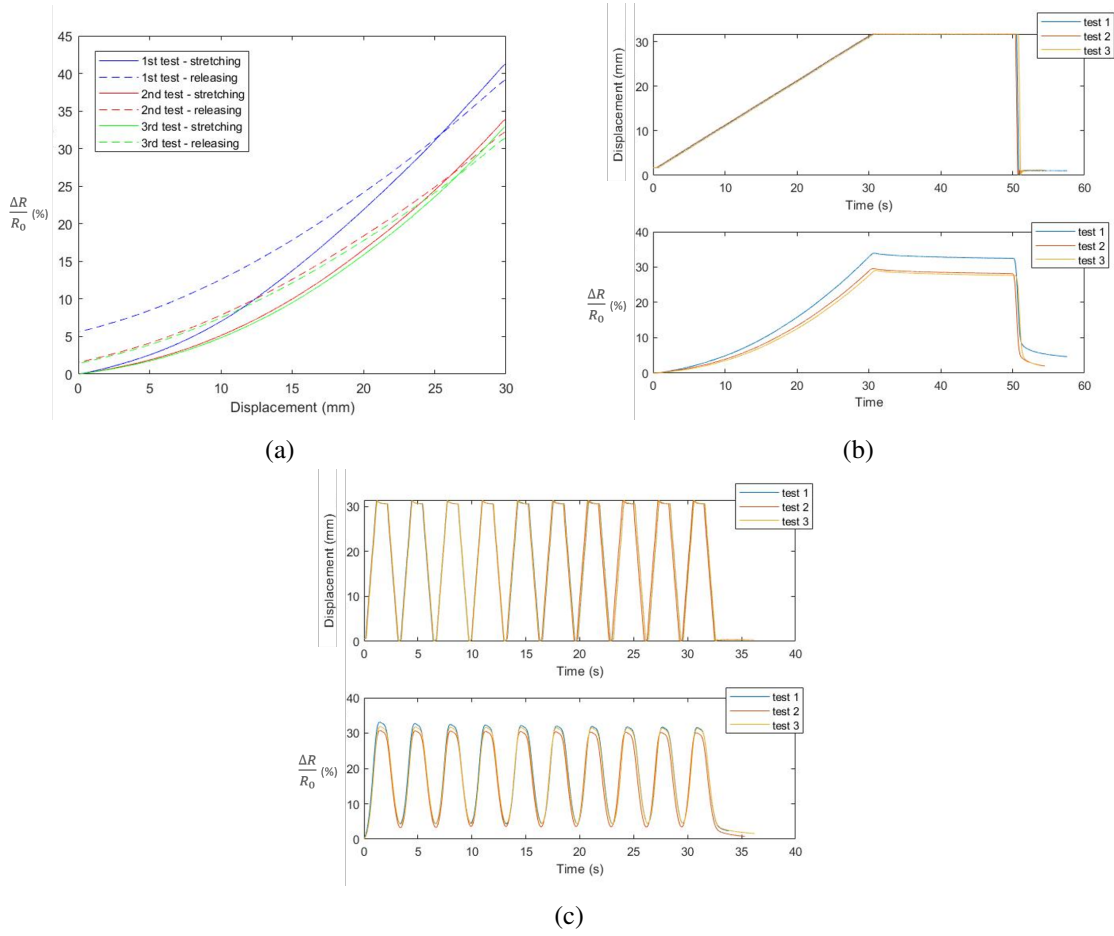 45
40
35
30
25
20
15
10
5
0
ΔR/R₀ (%)
1st test - stretching
1st test - releasing
2nd test - stretching
2nd test - releasing
3rd test - stretching
3rd test - releasing
0 5 10 15 20 25 30
Displacement (mm)
(a)
test 1
test 2
test 3
30
20
10
0
Displacement (mm)
0 10 20 30 40 50 60
Time (s)
test 1
test 2
test 3
40
30
20
10
0
ΔR/R₀ (%)
0 10 20 30 40 50 60
Time
(b)
test 1
test 2
test 3
30
20
10
0
Displacement (mm)
0 5 10 15 20 25 30 35 40
Time (s)
test 1
test 2
test 3
40
30
20
10
0
ΔR/R₀ (%)
0 5 10 15 20 25 30 35 40
Time (s)
(c)